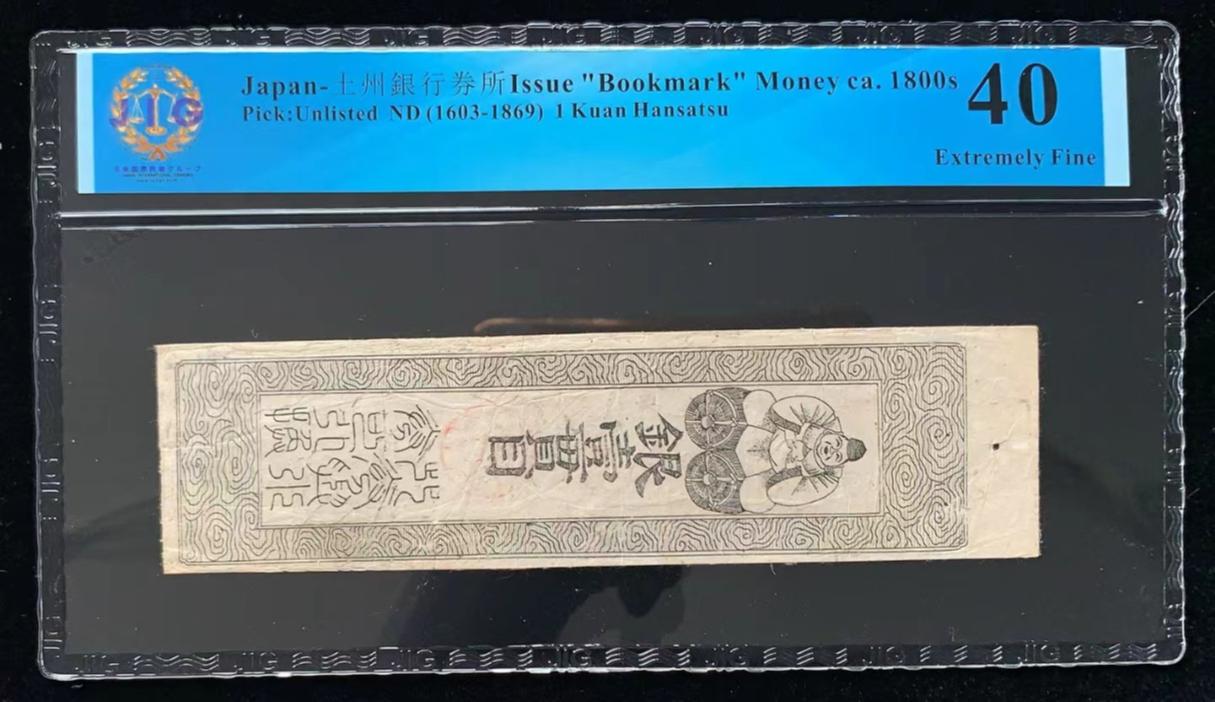 JIG
Japan-土州銀行券所Issue "Bookmark" Money ca. 1800s
Pick:Unlisted ND (1603-1869) 1 Kuan Hansatsu
40
Extremely Fine
銀壹貫目